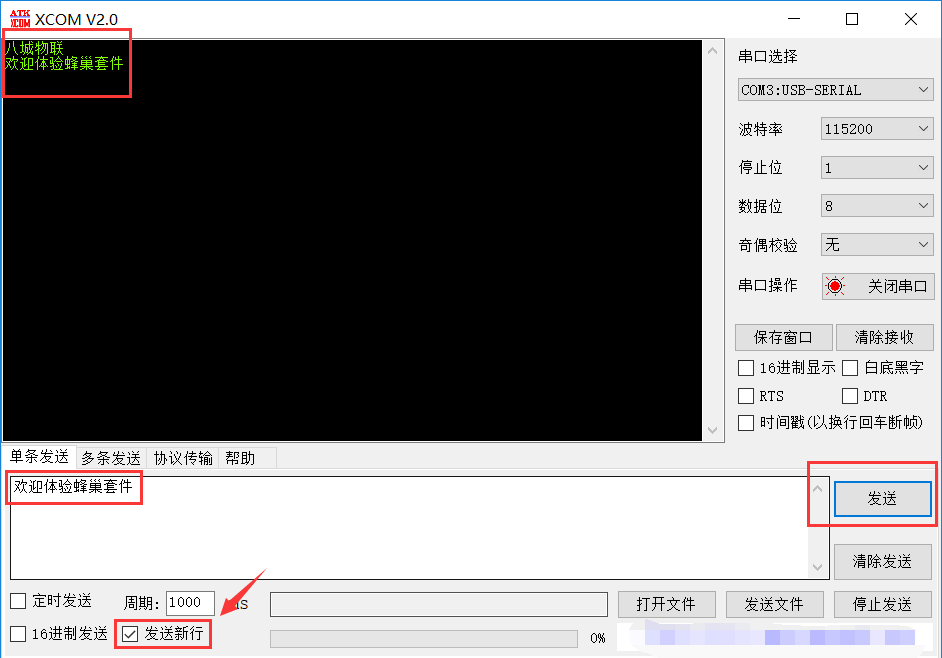 ATK XCOM XCOM V2.0
八城物联
欢迎体验蜂巢套件
串口选择
COM3:USB-SERIAL
波特率 115200
停止位 1
数据位 8
奇偶校验 无
串口操作 关闭串口
保存窗口 清除接收
16进制显示 白底黑字
RTS DTR
时间戳(以换行回车断帧)
单条发送 多条发送 协议传输 帮助
欢迎体验蜂巢套件
发送
清除发送
定时发送 周期: 1000 打开文件 发送文件 停止发送
16进制发送 发送新行 0%